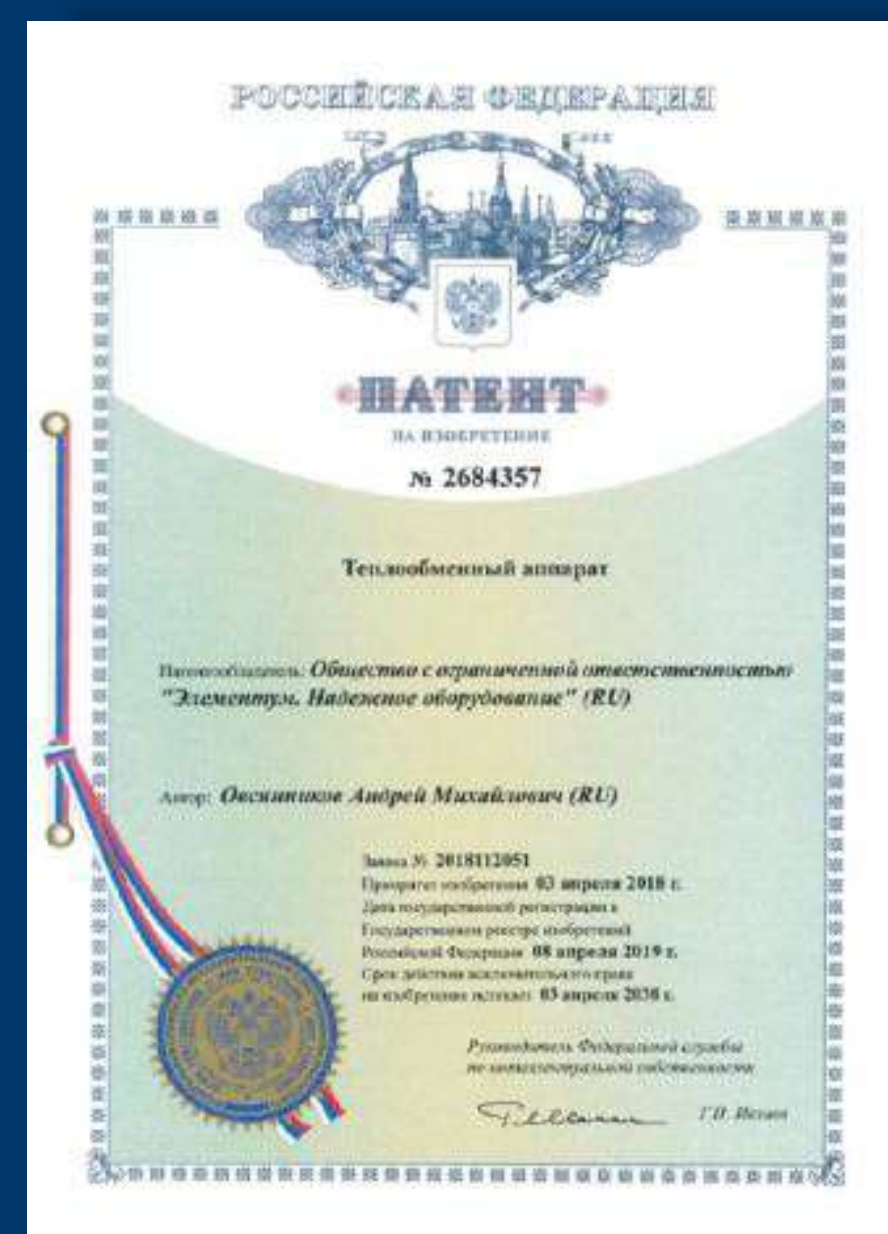 РОССИЙСКАЯ ФЕДЕРАЦИЯ
ПАТЕНТ
НА ИЗОБРЕТЕНИЕ
№ 2684357
Теплообменный аппарат
Патентообладатель: Общество с ограниченной ответственностью
"Элементум. Надежное оборудование" (RU)
Автор: Овсянников Андрей Михайлович (RU)
Заявка № 2018112051
Приоритет изобретения 03 апреля 2018 г.
Дата государственной регистрации в
Государственном реестре изобретений
Российской Федерации 08 апреля 2019 г.
Срок действия исключительного права
на изобретение истекает 03 апреля 2038 г.
Руководитель Федеральной службы
по интеллектуальной собственности
Г.П. Ивлиев